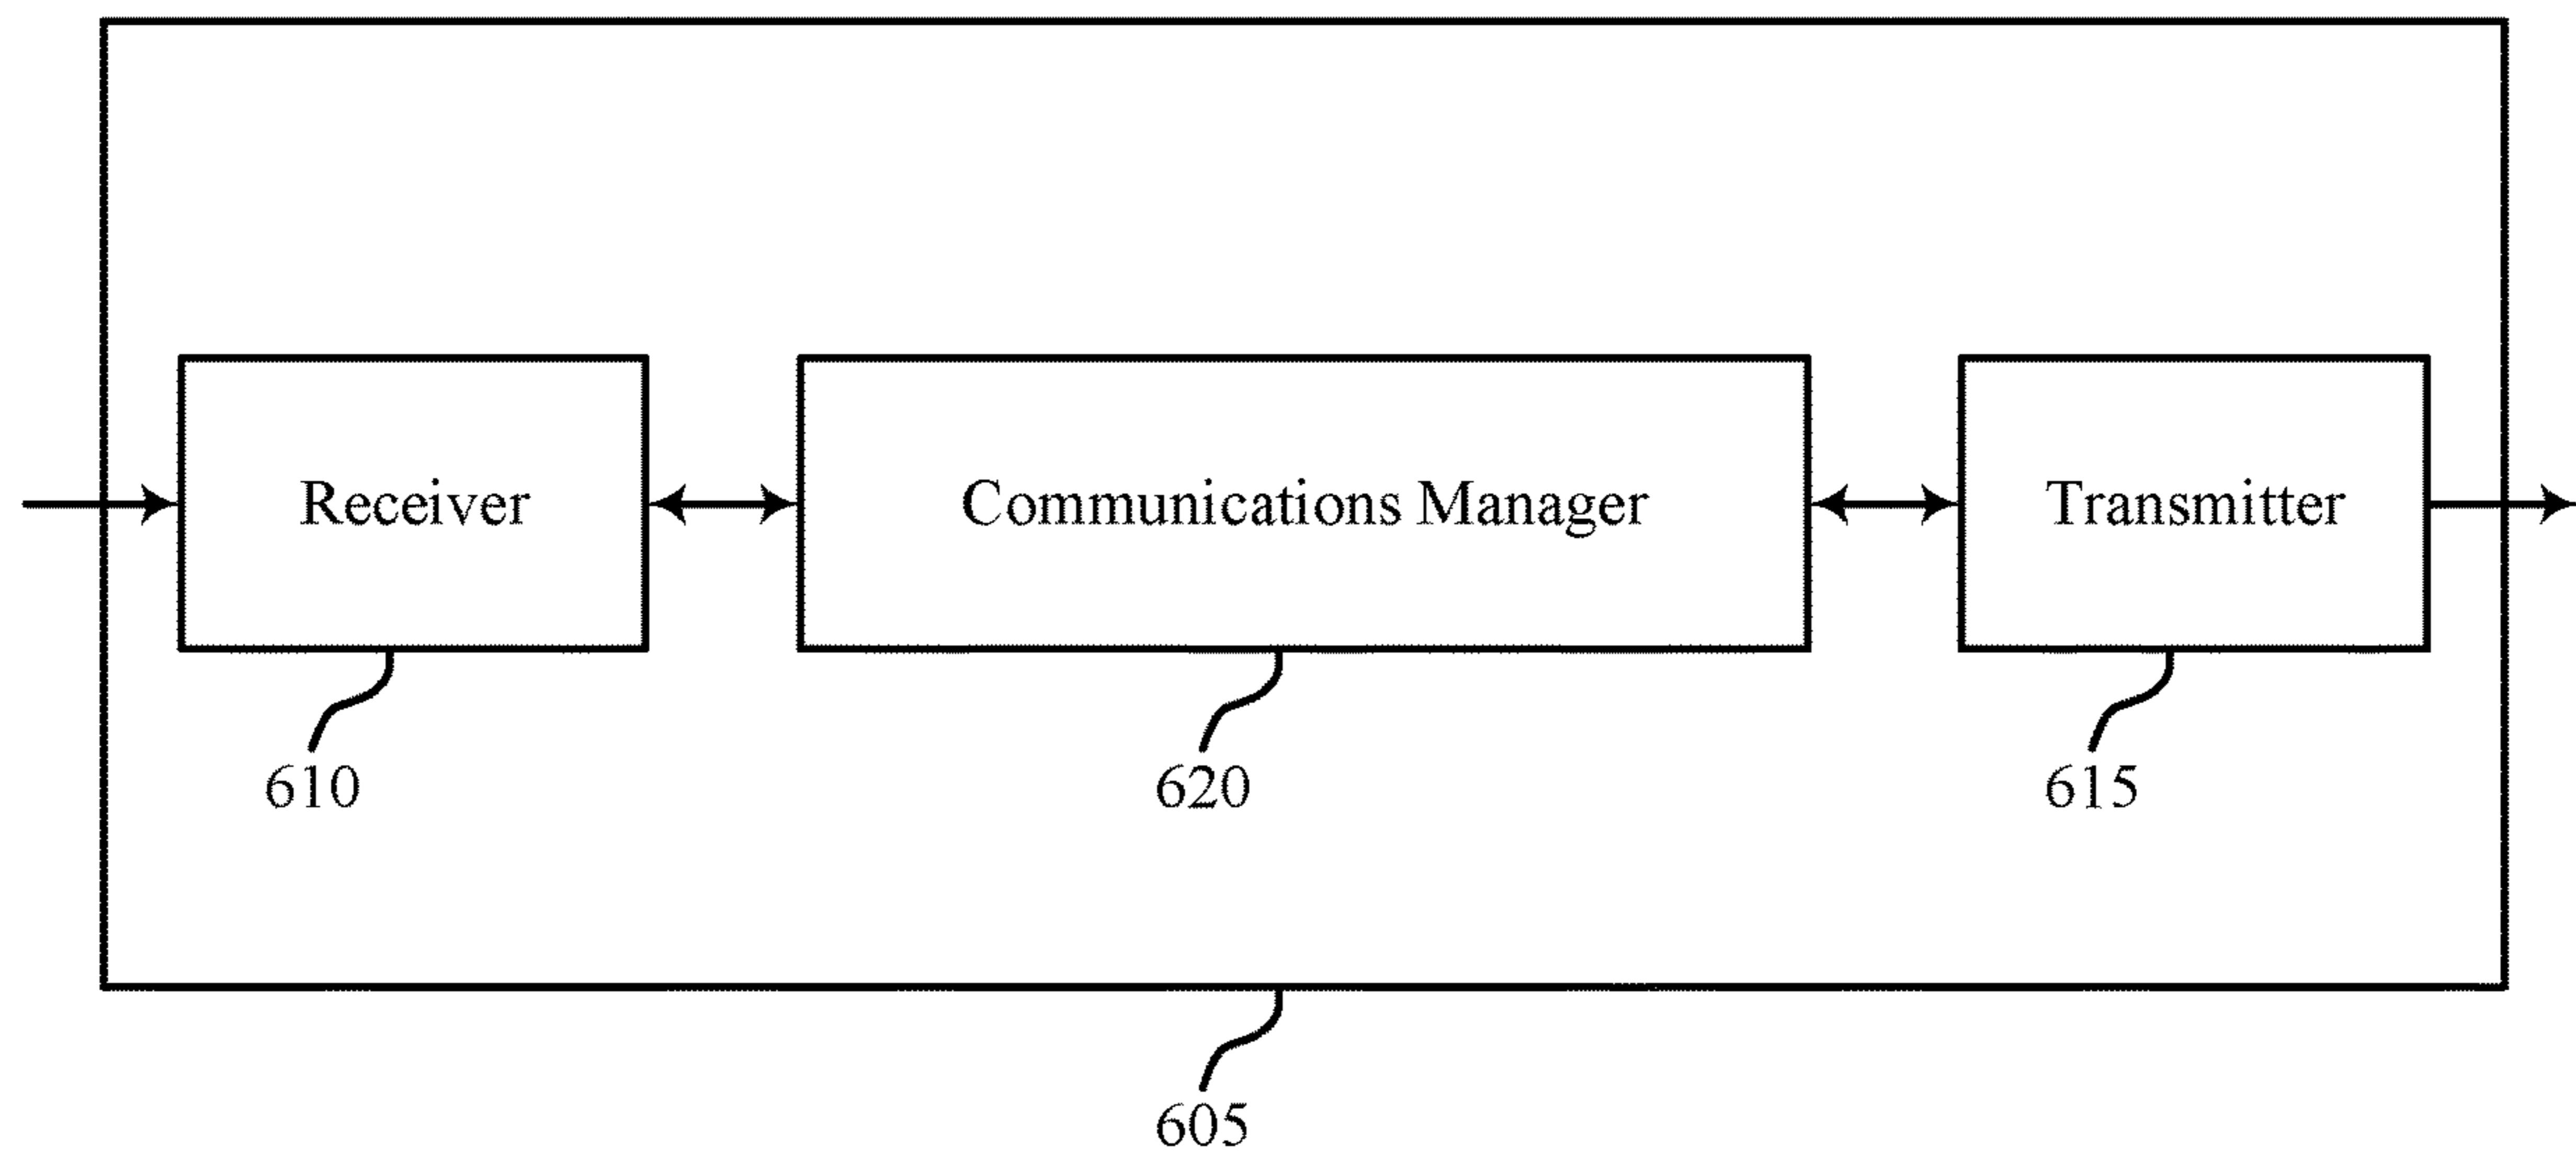 Receiver
Communications Manager
Transmitter
610
620
615
605